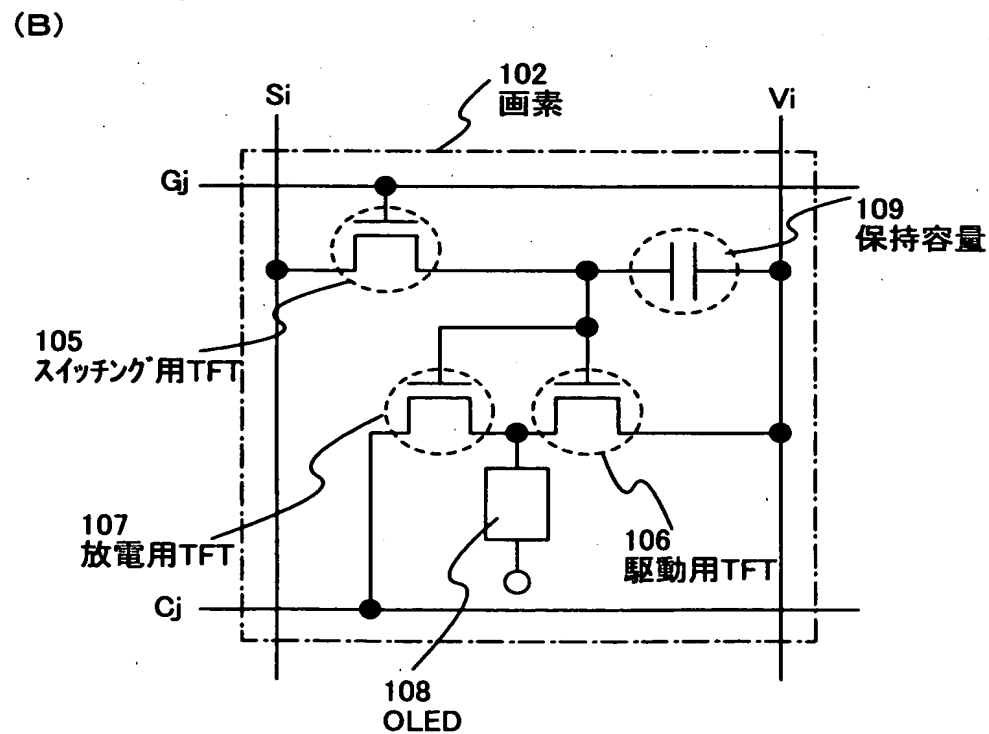 (B)
102
画素
Si
Vi
Gj
109
保持容量
105
スイッチング用TFT
107
放電用TFT
106
駆動用TFT
Cj
108
OLED